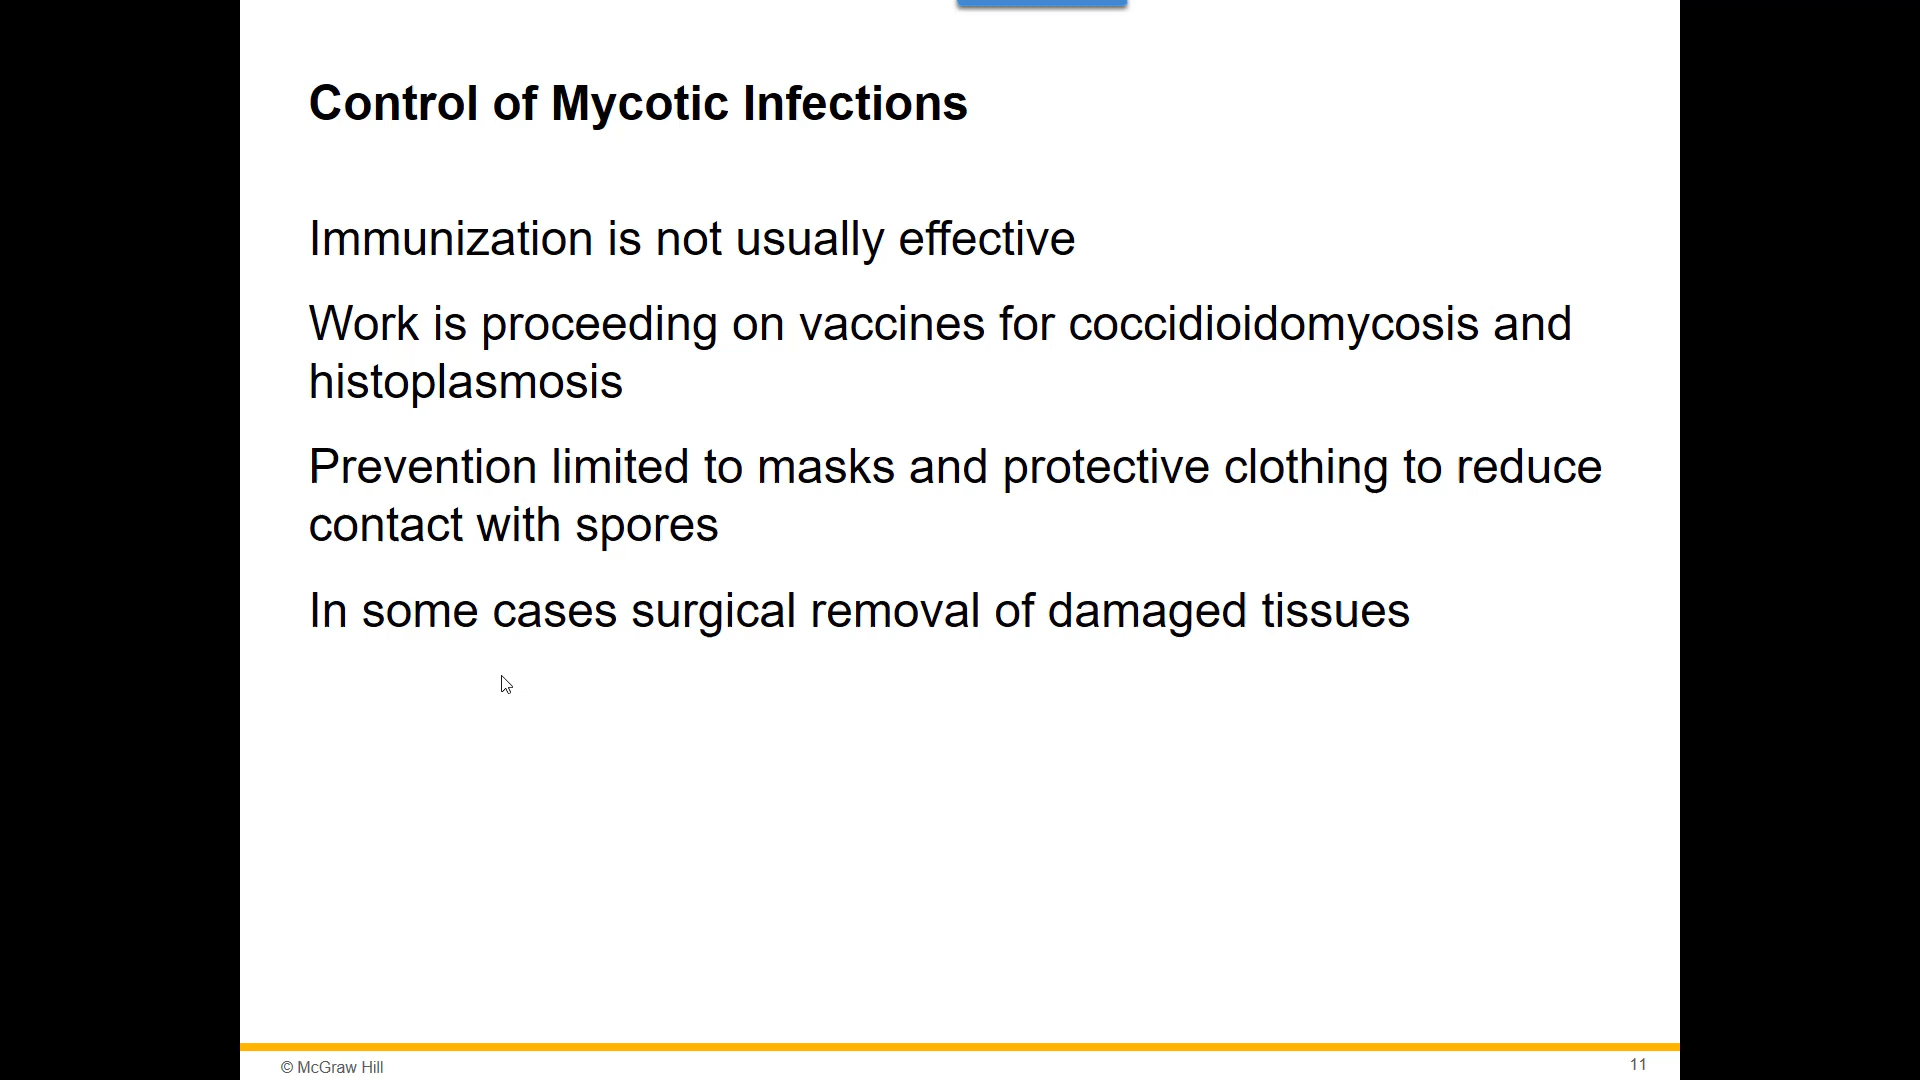 Control of Mycotic Infections
Immunization is not usually effective
Work is proceeding on vaccines for coccidioidomycosis and
histoplasmosis
Prevention limited to masks and protective clothing to reduce
contact with spores
In some cases surgical removal of damaged tissues
© McGraw Hill
11